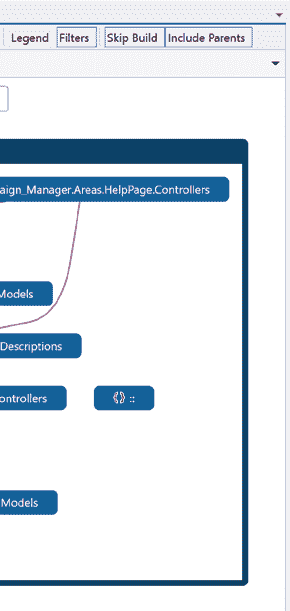 Legend Filters Skip Build Include Parents
aign_Manager.Areas.HelpPage.Controllers
Models
Descriptions
ontrollers
{} ::
Models